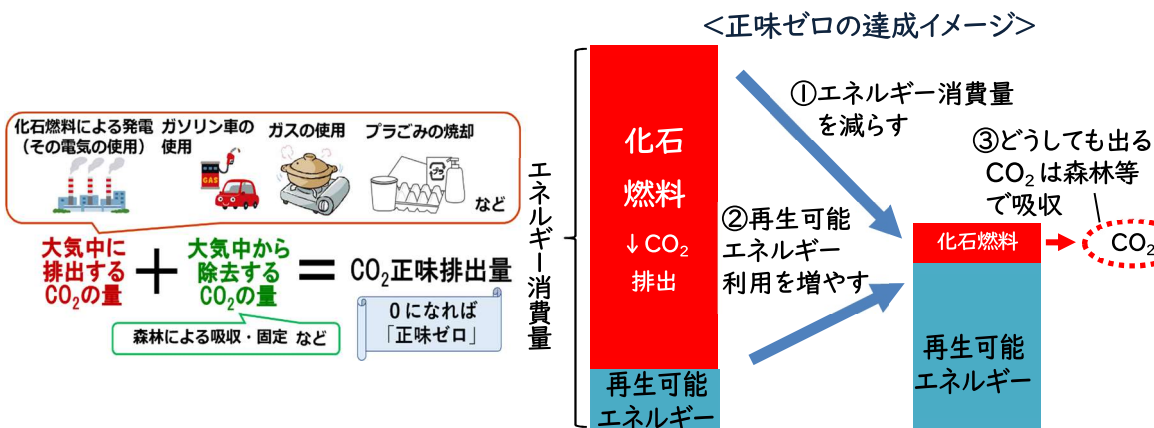 <正味ゼロの達成イメージ>
化石燃料による発電
(その電気の使用)
ガソリン車の
使用
ガスの使用
プラごみの焼却
GAS
プラ
など
大気中に
排出する
CO₂の量
+
大気中から
除去する
CO₂の量
=
CO₂正味排出量
森林による吸収・固定 など
0になれば
「正味ゼロ」
エネルギー消費量
化石
燃料
↓CO₂
排出
再生可能
エネルギー
①エネルギー消費量
を減らす
②再生可能
エネルギー
利用を増やす
③どうしても出る
CO₂は森林等
で吸収
化石燃料
CO₂
再生可能
エネルギー